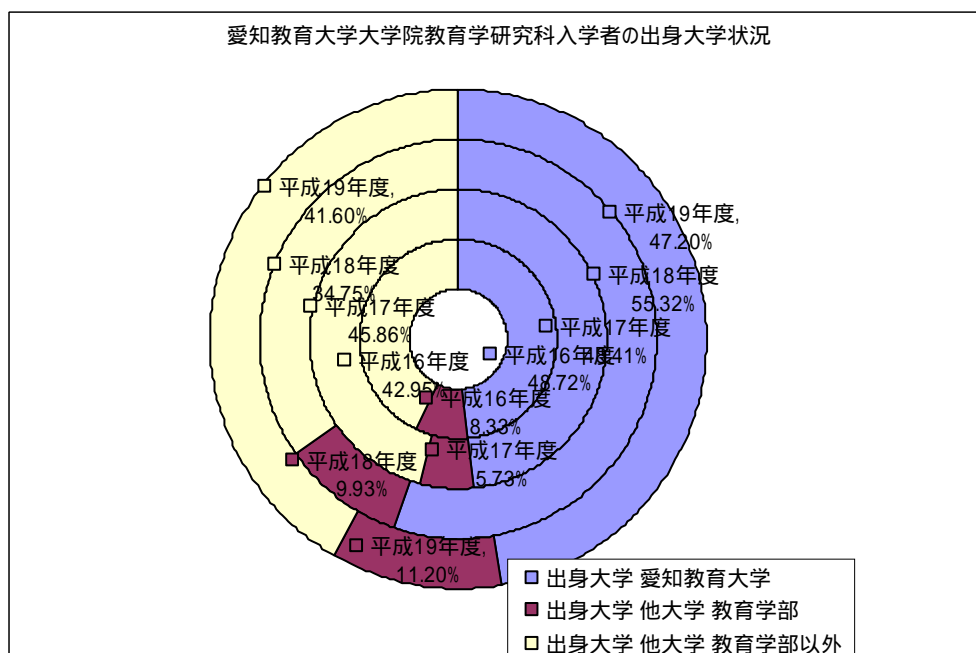 愛知教育大学大学院教育学研究科入学者の出身大学状況
平成19年度,
41.60%
平成19年度,
47.20%
平成18年度
34.75%
平成18年度
55.32%
平成17年度
45.86%
平成17年度
48.41%
平成16年度
42.95%
平成16年度
48.72%
平成16年度
8.33%
平成17年度
5.73%
平成18年度
9.93%
平成19年度,
11.20%
出身大学 愛知教育大学
出身大学 他大学 教育学部
出身大学 他大学 教育学部以外